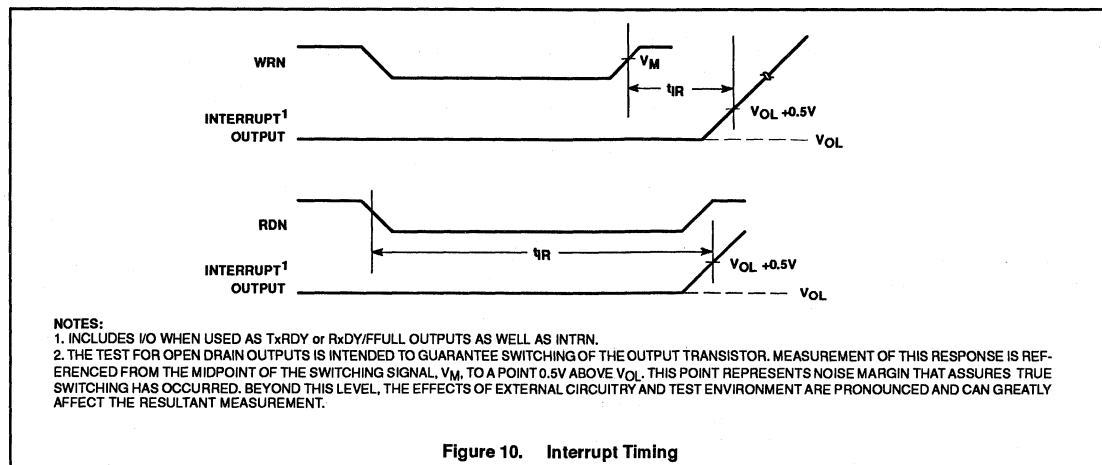 WRN
VM
tIR
INTERRUPT1
OUTPUT
VOL +0.5V
VOL
RDN
tIR
INTERRUPT1
OUTPUT
VOL +0.5V
VOL
NOTES:
1. INCLUDES I/O WHEN USED AS TxRDY or RxDY/FFULL OUTPUTS AS WELL AS INTRN.
2. THE TEST FOR OPEN DRAIN OUTPUTS IS INTENDED TO GUARANTEE SWITCHING OF THE OUTPUT TRANSISTOR. MEASUREMENT OF THIS RESPONSE IS REF-
ERENCED FROM THE MIDPOINT OF THE SWITCHING SIGNAL, VM, TO A POINT 0.5V ABOVE VOL. THIS POINT REPRESENTS NOISE MARGIN THAT ASSURES TRUE
SWITCHING HAS OCCURRED. BEYOND THIS LEVEL, THE EFFECTS OF EXTERNAL CIRCUITRY AND TEST ENVIRONMENT ARE PRONOUNCED AND CAN GREATLY
AFFECT THE RESULTANT MEASUREMENT.
Figure 10. Interrupt Timing